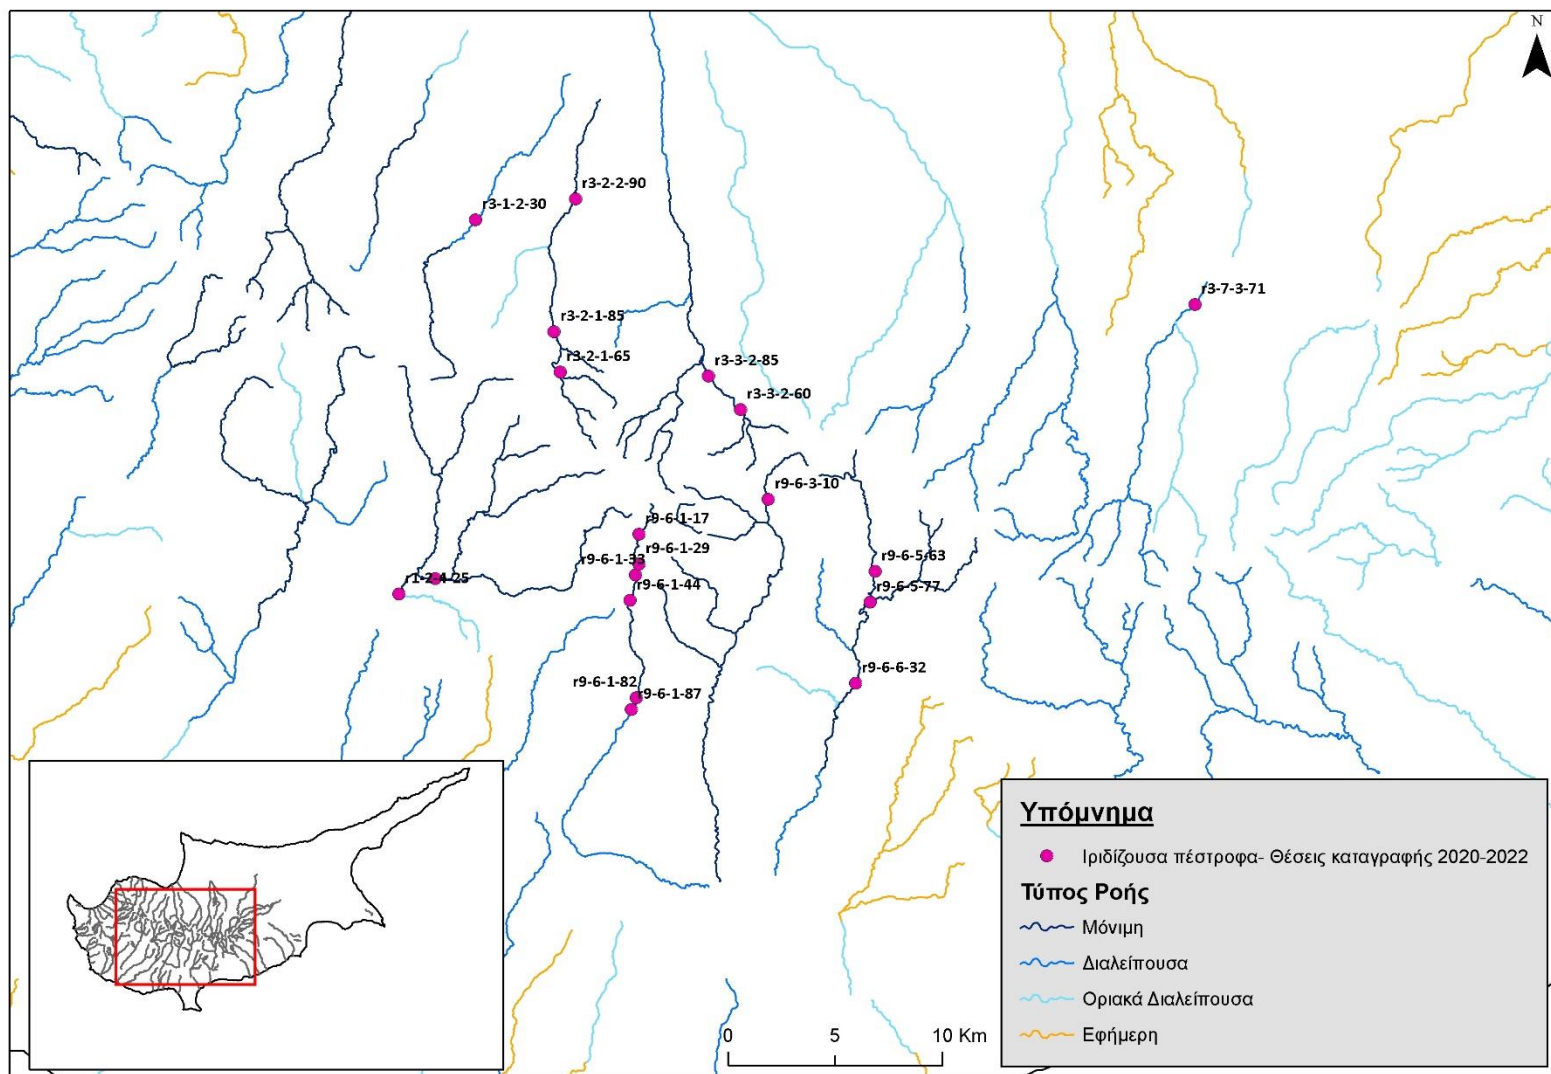 N
r3-2-2-90
r3-1-2-30
r3-7-3-71
r3-2-1-85
r3-2-1-65
r3-3-2-85
r3-3-2-60
r9-6-3-10
r9-6-1-17
r9-6-1-29
r9-6-1-33
r9-6-5-63
r1-2-4-25
r9-6-1-44
r9-6-5-77
r9-6-6-32
r9-6-1-82
r9-6-1-87
Υπόμνημα
Ιριδίζουσα πέστροφα- Θέσεις καταγραφής 2020-2022
Τύπος Ροής
Μόνιμη
Διαλείπουσα
Οριακά Διαλείπουσα
Εφήμερη
0 5 10 Km